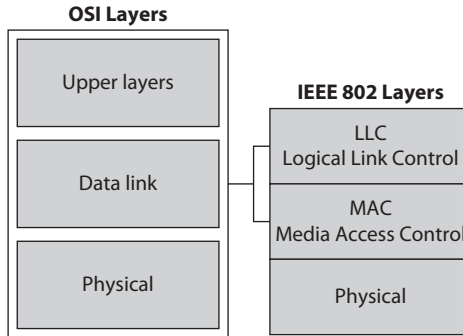 OSI Layers
Upper layers
Data link
Physical
IEEE 802 Layers
LLC
Logical Link Control
MAC
Media Access Control
Physical